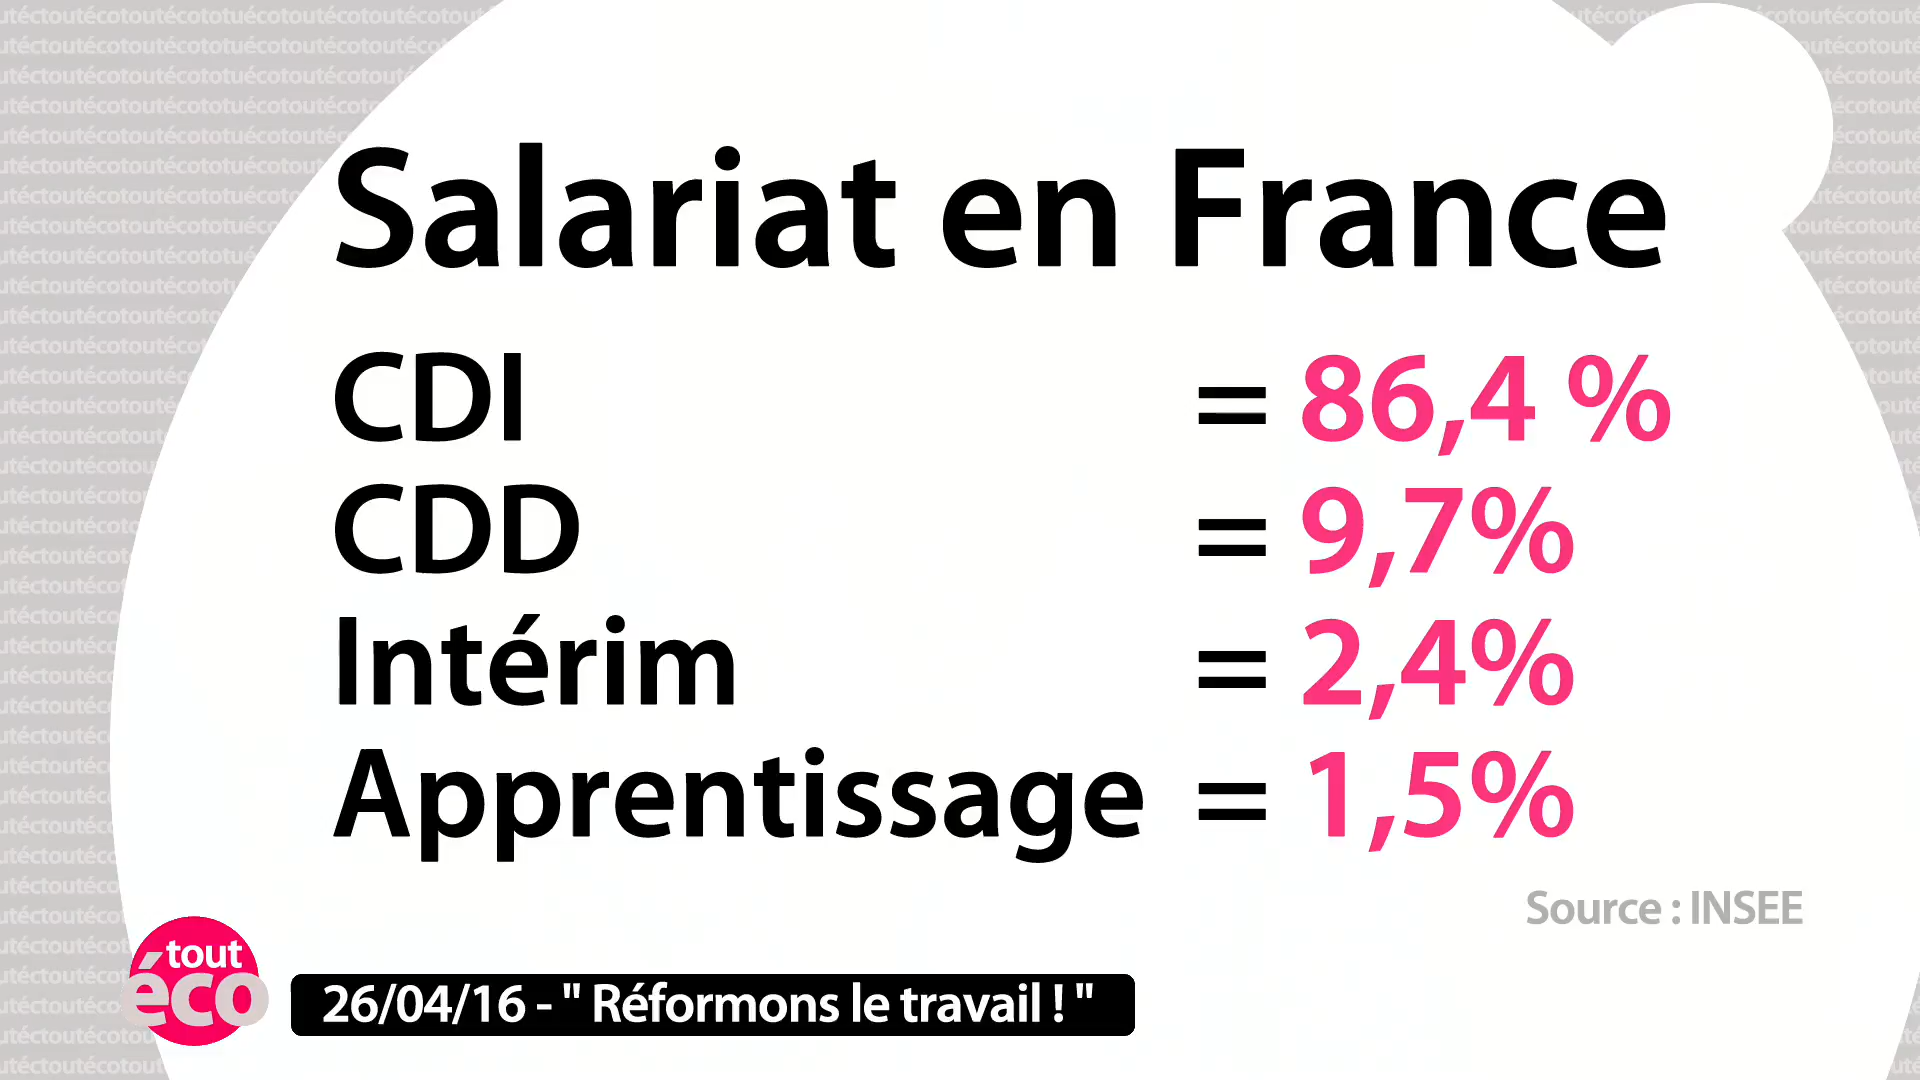 Salariat en France
CDI = 86,4 %
CDD = 9,7%
Intérim = 2,4%
Apprentissage = 1,5%
Source : INSEE
tout
éco
26/04/16 - " Réformons le travail ! "